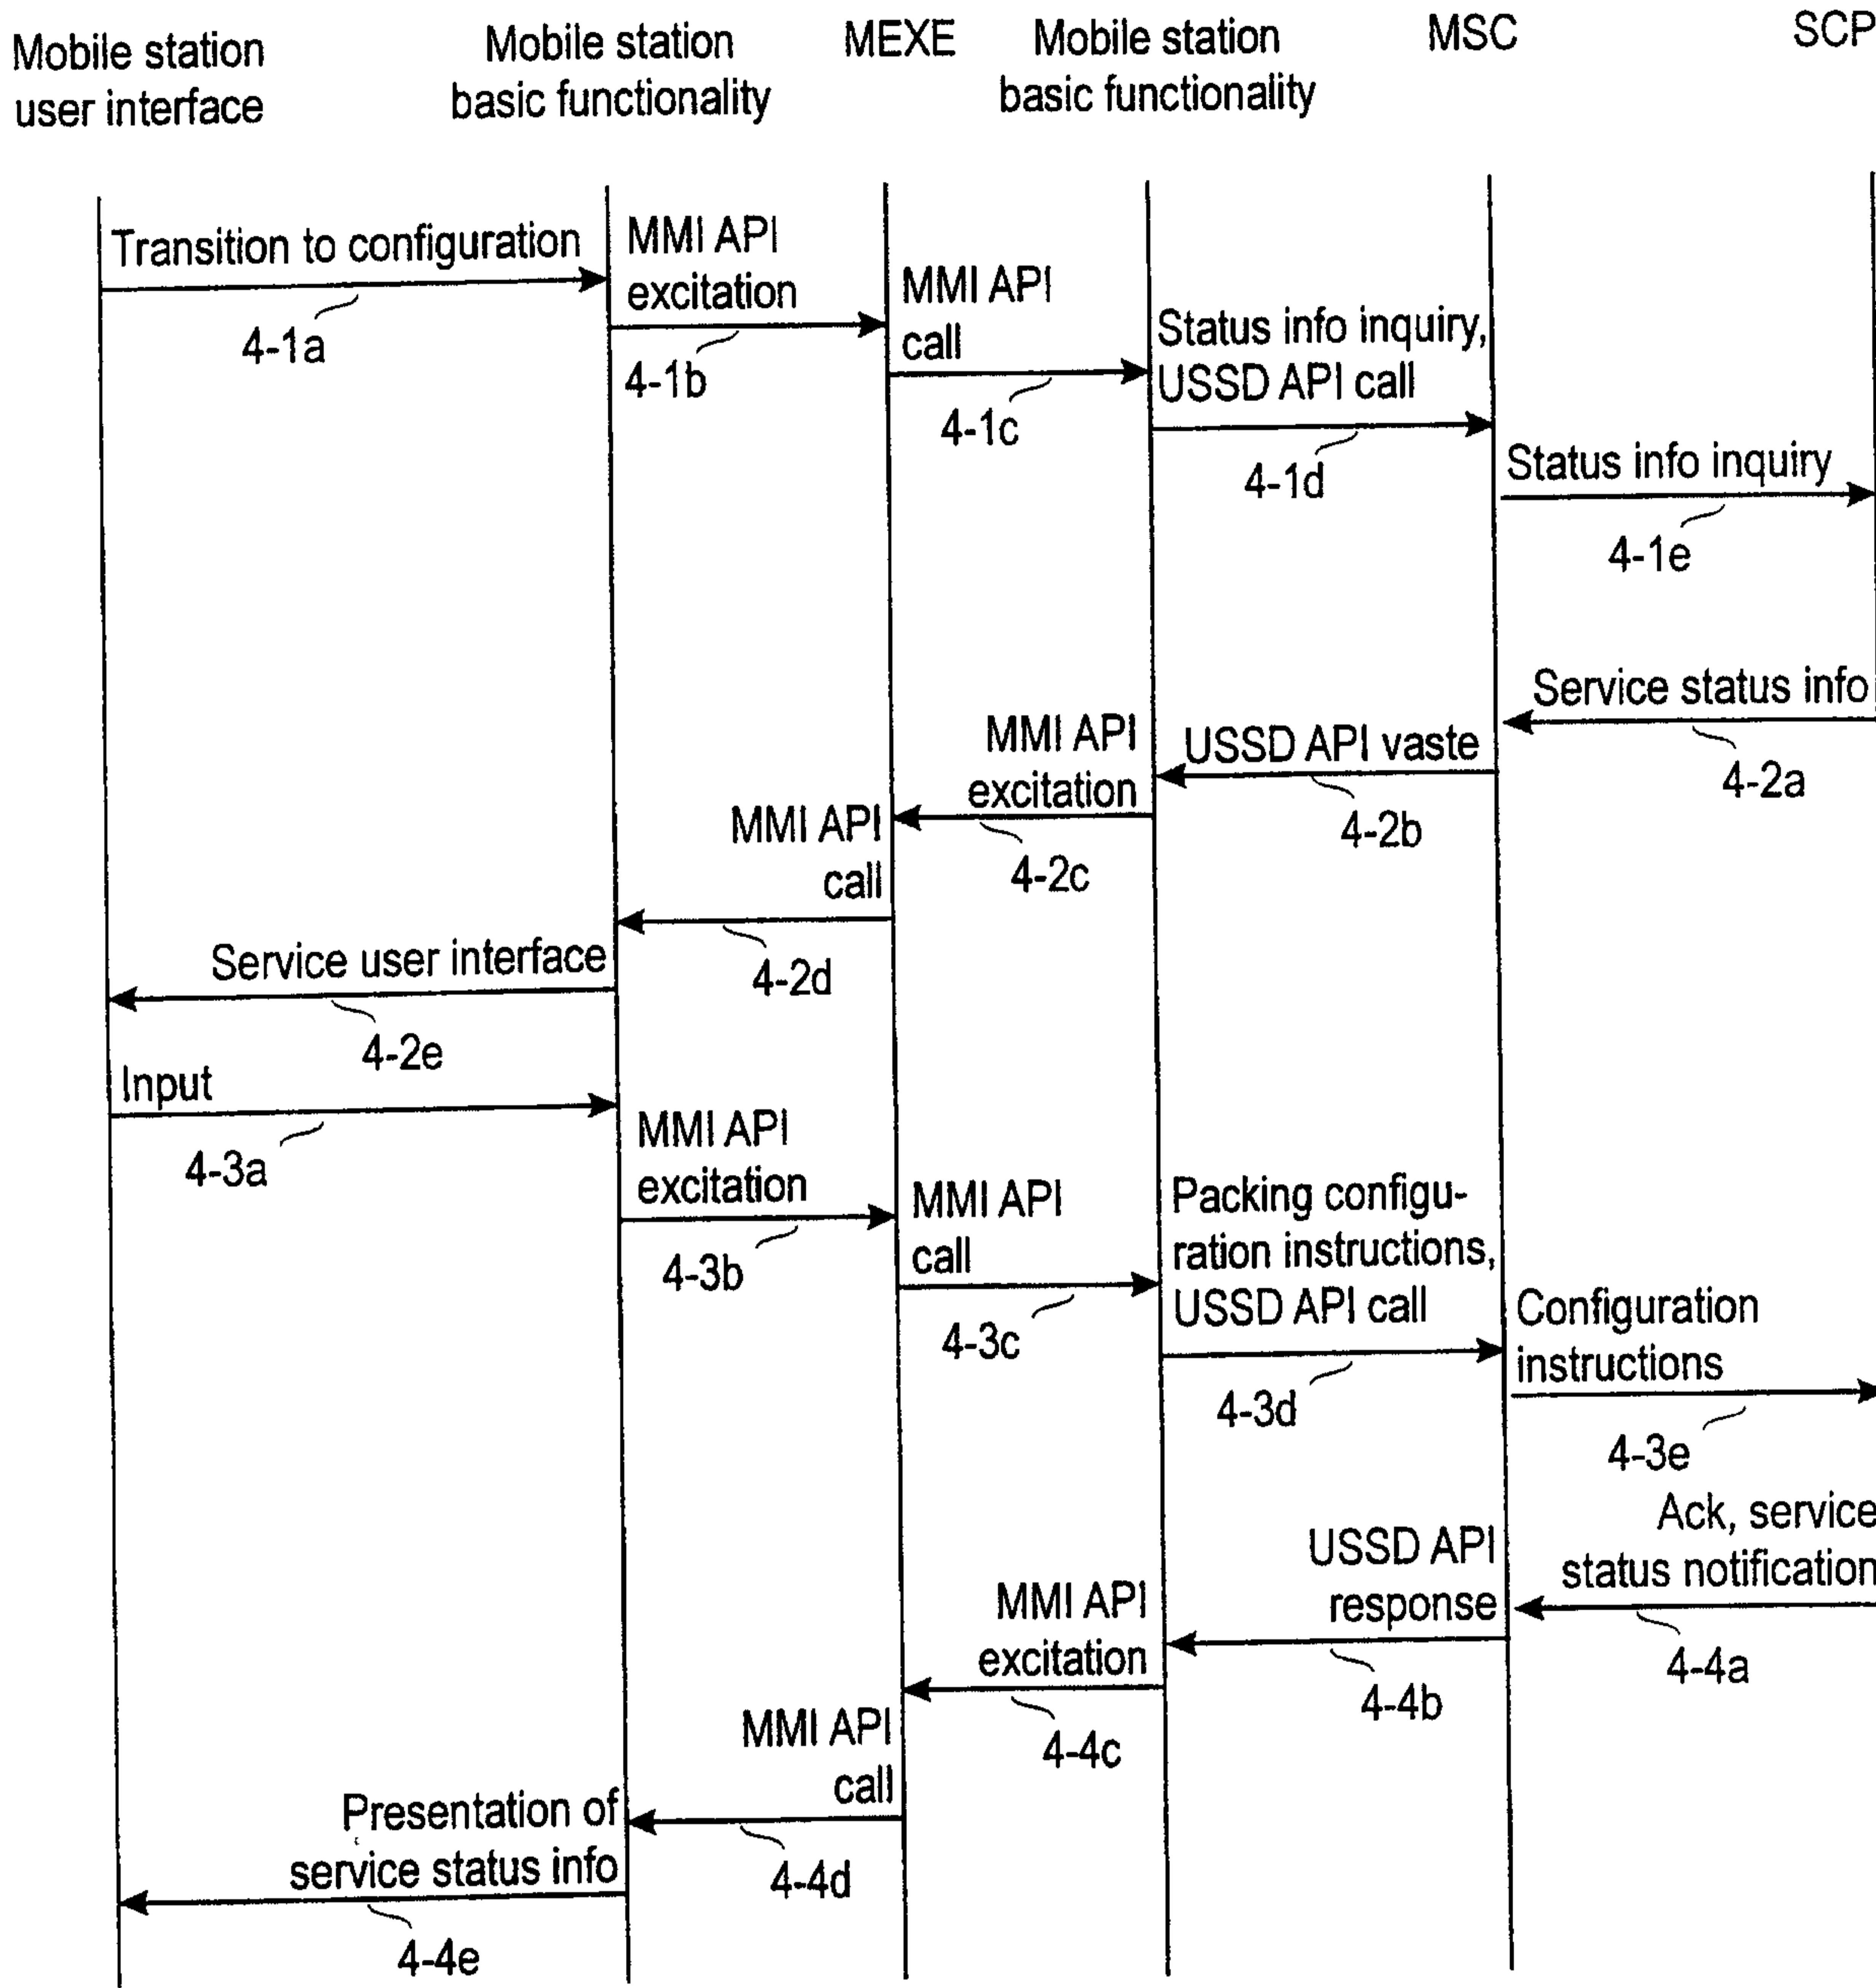 Mobile station
user interface
Mobile station
basic functionality
MEXE
Mobile station
basic functionality
MSC
SCP
Transition to configuration
4-1a
MMI API
excitation
4-1b
MMI API
call
4-1c
Status info inquiry,
USSD API call
4-1d
Status info inquiry
4-1e
Service status info
4-2a
USSD API vaste
4-2b
MMI API
excitation
4-2c
MMI API
call
4-2d
Service user interface
4-2e
Input
4-3a
MMI API
excitation
4-3b
MMI API
call
4-3c
Packing configu-
ration instructions,
USSD API call
4-3d
Configuration
instructions
4-3e
Ack, service
status notification
4-4a
USSD API
response
4-4b
MMI API
excitation
4-4c
MMI API
call
4-4d
Presentation of
service status info
4-4e